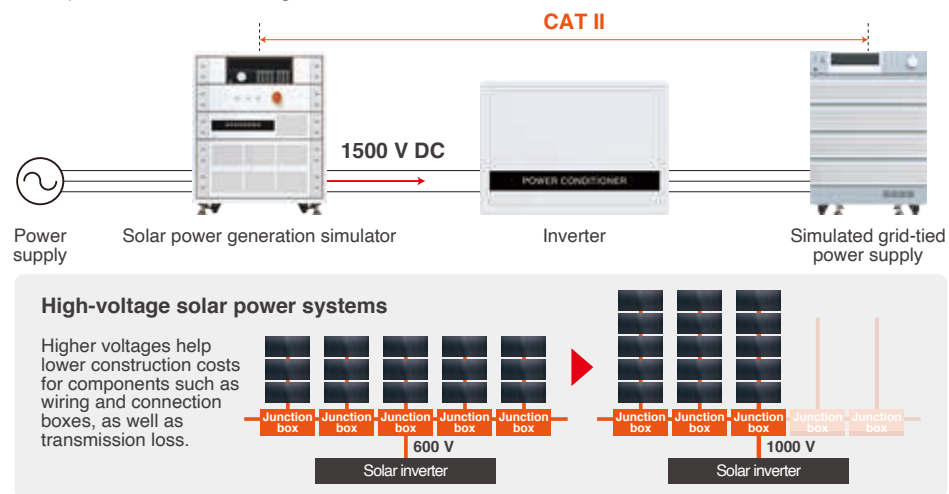 CAT II
1500 V DC
POWER CONDITIONER
Power
supply
Solar power generation simulator
Inverter
Simulated grid-tied
power supply
High-voltage solar power systems
Higher voltages help
lower construction costs
for components such as
wiring and connection
boxes, as well as
transmission loss.
Junction
box
Junction
box
Junction
box
Junction
box
Junction
box
600 V
Solar inverter
Junction
box
Junction
box
Junction
box
Junction
box
Junction
box
1000 V
Solar inverter